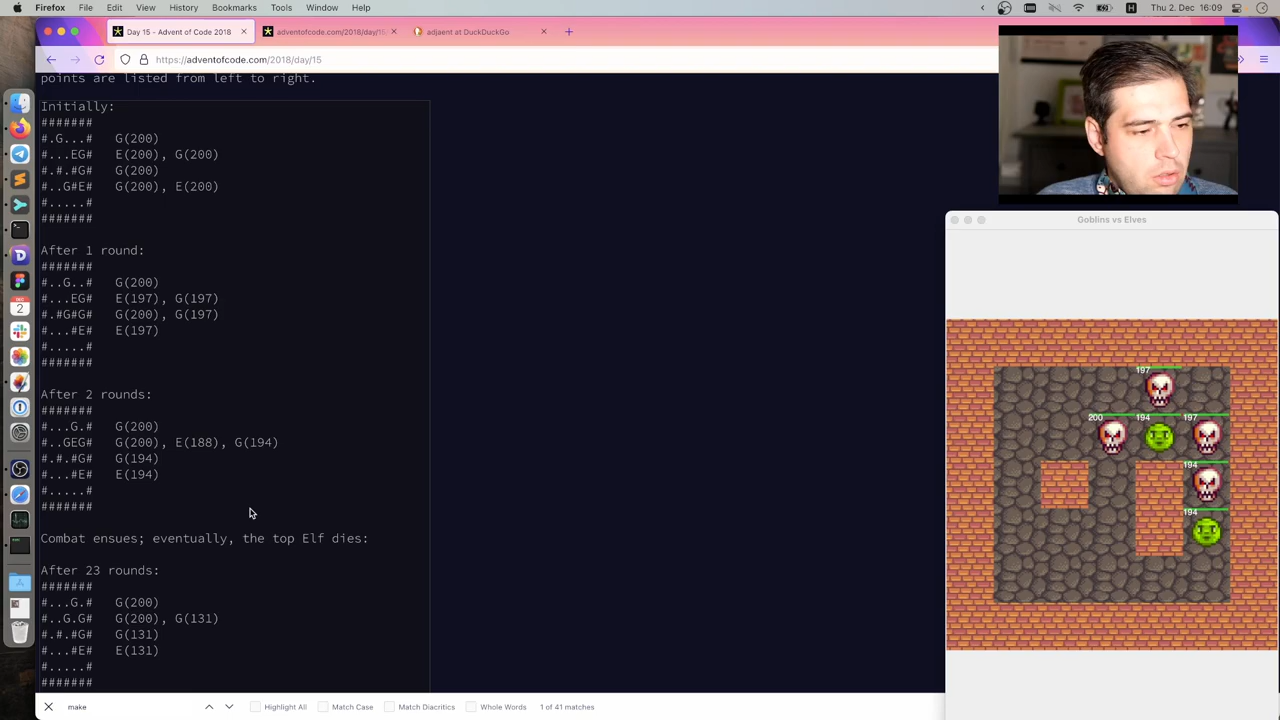 Firefox File Edit View History Bookmarks Tools Window Help
Thu 2. Dec 16:09
Day 15 - Advent of Code 2018
adventofcode.com/2018/day/15
adjaent at DuckDuckGo
https://adventofcode.com/2018/day/15
points are listed from left to right.
Initially:
#######
#.G...# G(200)
#...EG# E(200), G(200)
#.#.#G# G(200)
#..G#E# G(200), E(200)
#.....#
#######
After 1 round:
#######
#..G..# G(200)
#...EG# E(197), G(197)
#.#G#G# G(200), G(197)
#...#E# E(197)
#.....#
#######
After 2 rounds:
#######
#...G.# G(200)
#..GEG# G(200), E(188), G(194)
#.#.#G# G(194)
#...#E# E(194)
#.....#
#######
Combat ensues; eventually, the top Elf dies:
After 23 rounds:
#######
#...G.# G(200)
#..G.G# G(200), G(131)
#.#.#G# G(131)
#...#E# E(131)
#.....#
#######
make
Highlight All
Match Case
Match Diacritics
Whole Words
1 of 41 matches
DEC
2
Goblins vs Elves
197
200 194 197
194
194